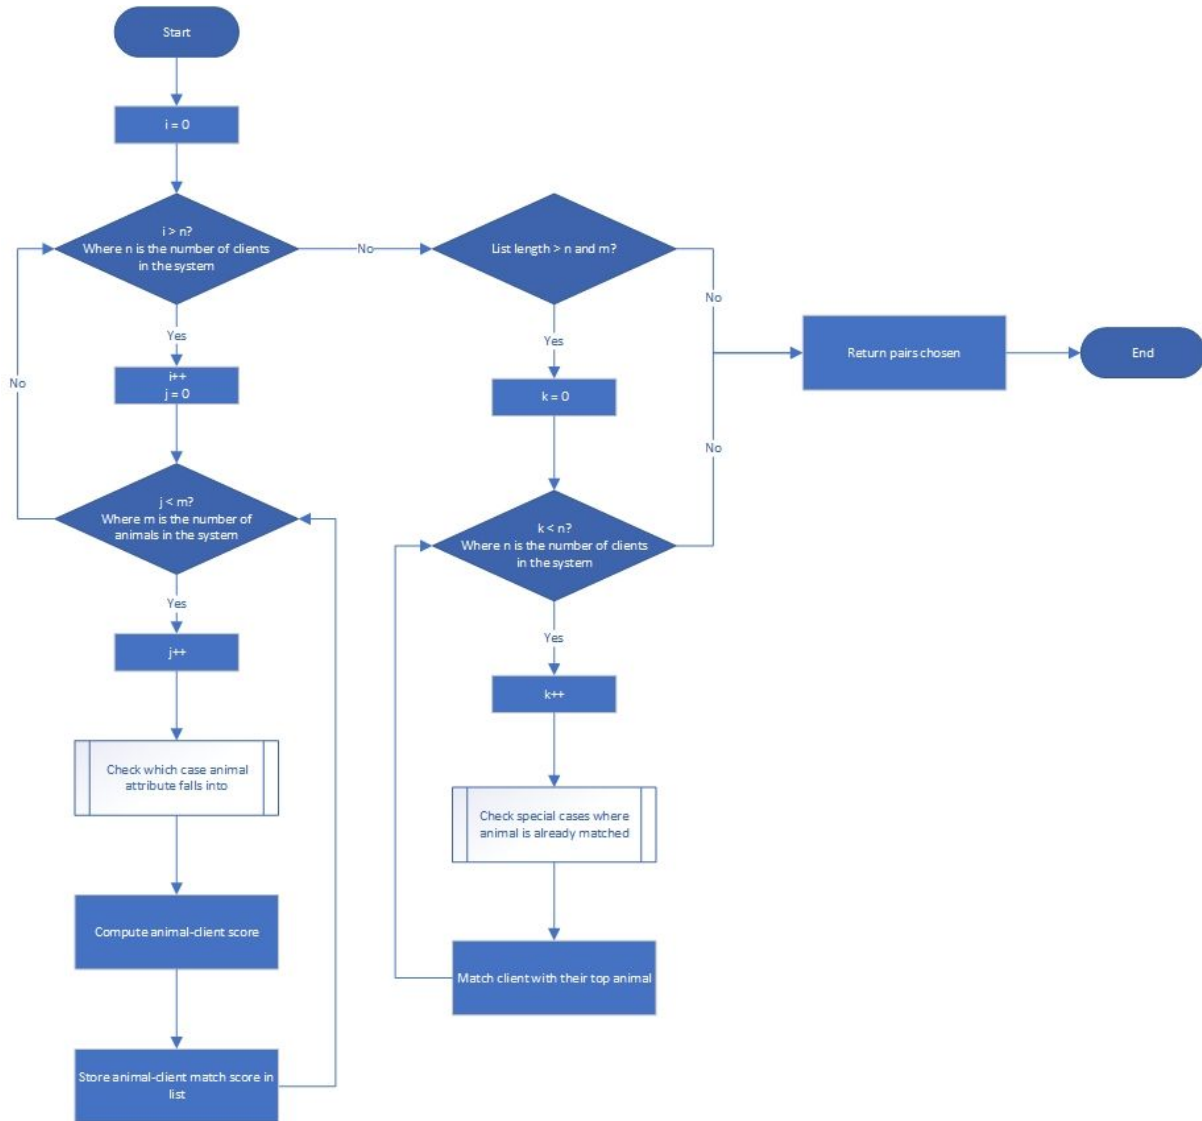 Start
i = 0
i > n?
Where n is the number of clients
in the system
No
List length > n and m?
Yes
i++
j = 0
No
j < m?
Where m is the number of
animals in the system
Yes
j++
Check which case animal
attribute falls into
Compute animal-client score
Store animal-client match score in
list
Yes
k = 0
k < n?
Where n is the number of clients
in the system
Yes
k++
Check special cases where
animal is already matched
Match client with their top animal
No
No
Return pairs chosen
End